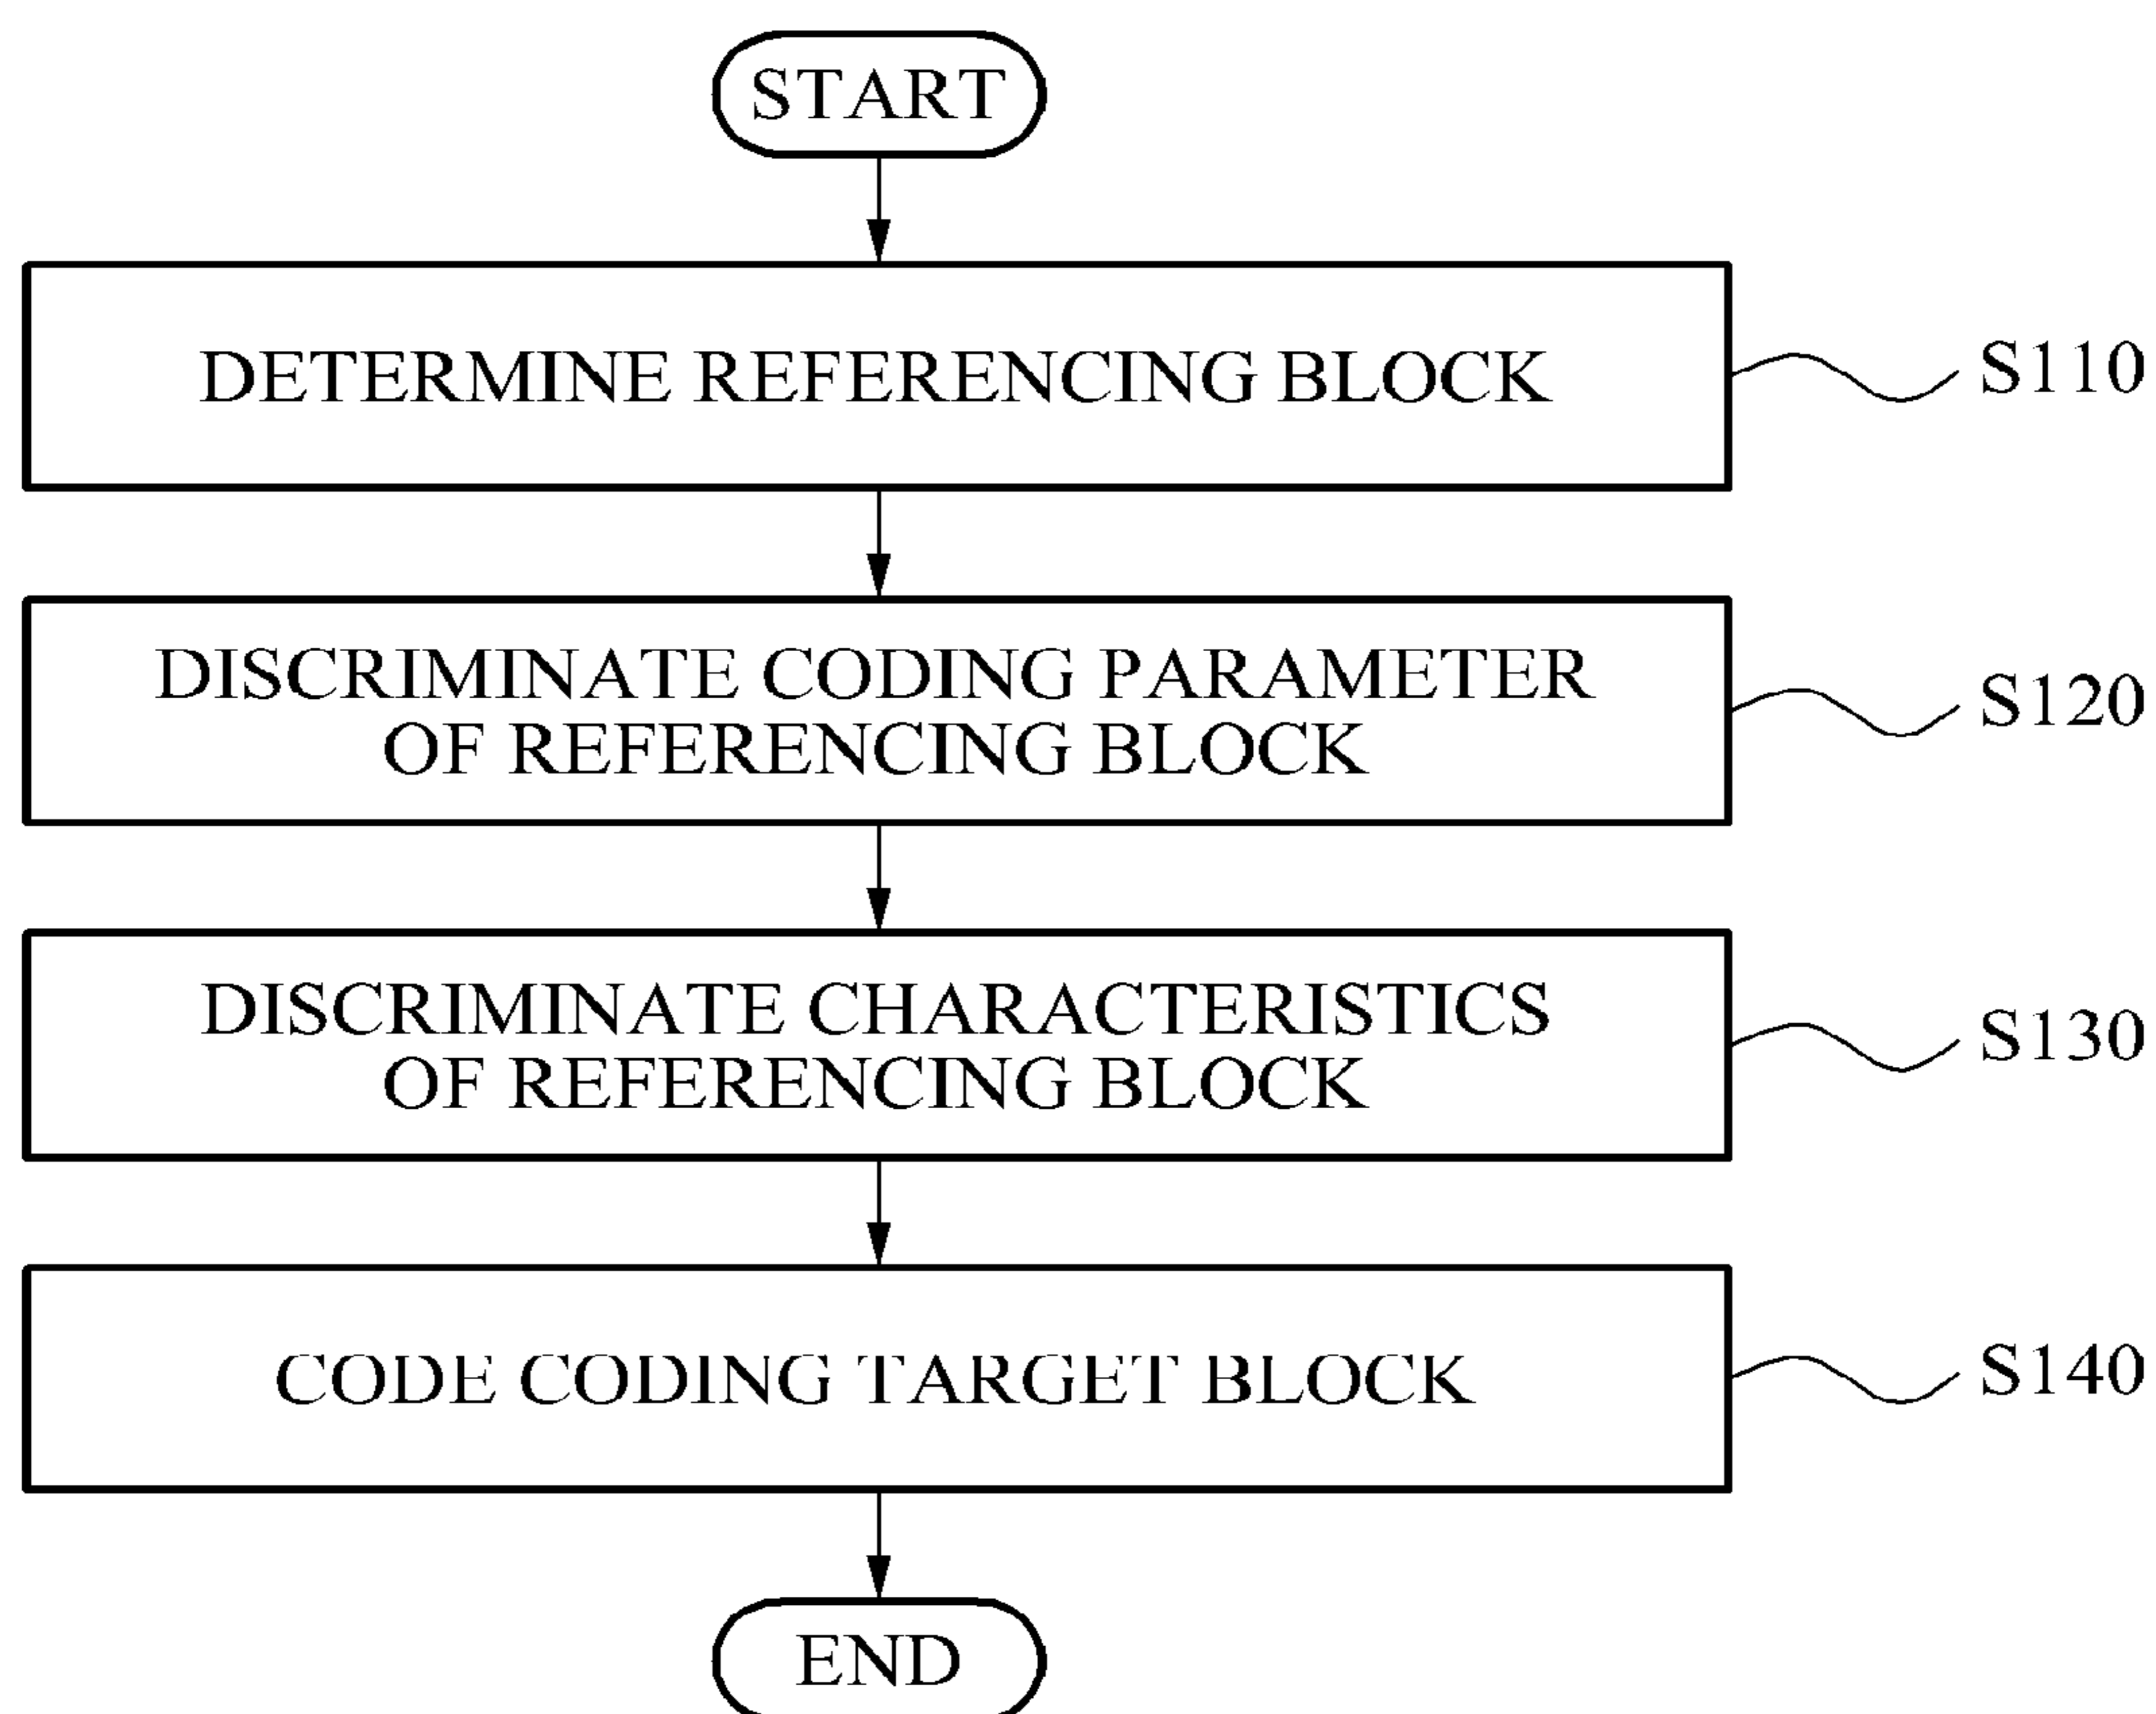 START
DETERMINE REFERENCING BLOCK
S110
DISCRIMINATE CODING PARAMETER
OF REFERENCING BLOCK
S120
DISCRIMINATE CHARACTERISTICS
OF REFERENCING BLOCK
S130
CODE CODING TARGET BLOCK
S140
END